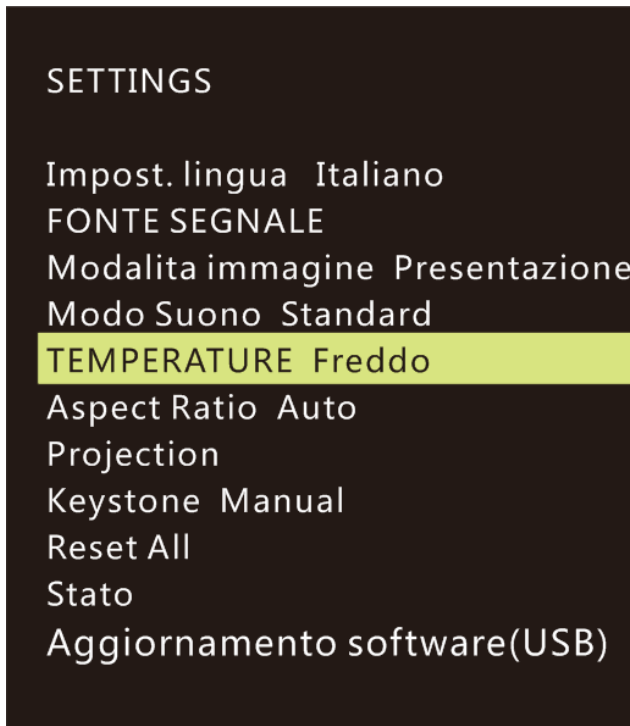 SETTINGS
Impost. lingua Italiano
FONTE SEGNALE
Modalita immagine Presentazione
Modo Suono Standard
TEMPERATURE Freddo
Aspect Ratio Auto
Projection
Keystone Manual
Reset All
Stato
Aggiornamento software(USB)